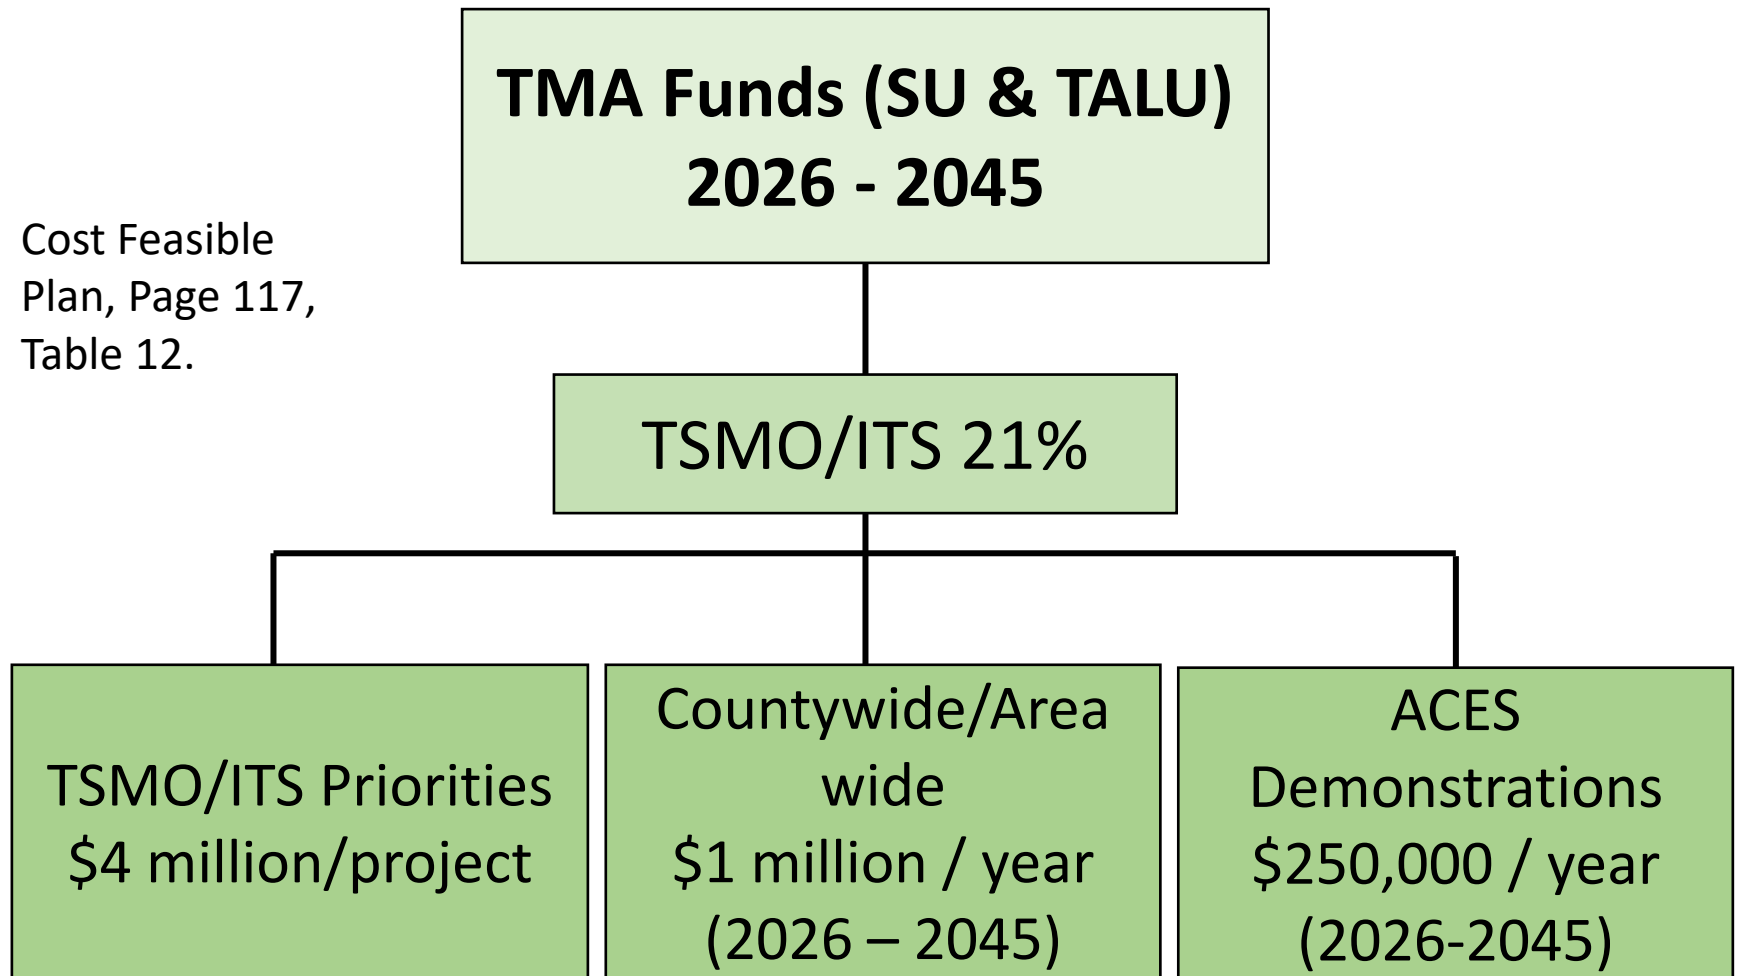 TMA Funds (SU & TALU)
2026 - 2045
Cost Feasible
Plan, Page 117,
Table 12.
TSMO/ITS 21%
TSMO/ITS Priorities
$4 million/project
Countywide/Area
wide
$1 million / year
(2026 – 2045)
ACES
Demonstrations
$250,000 / year
(2026-2045)